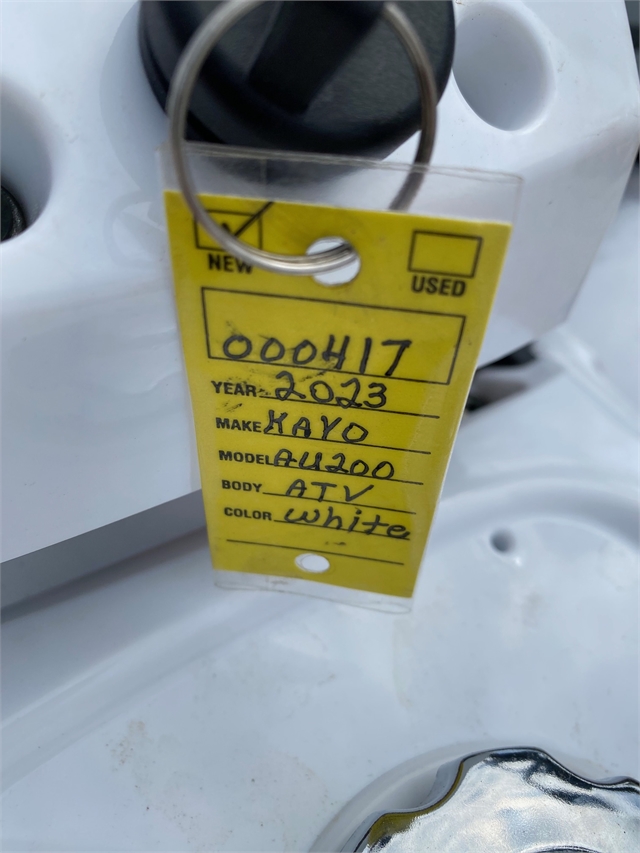 NEW
USED
000417
YEAR 2023
MAKE KAYO
MODEL AU200
BODY ATV
COLOR White